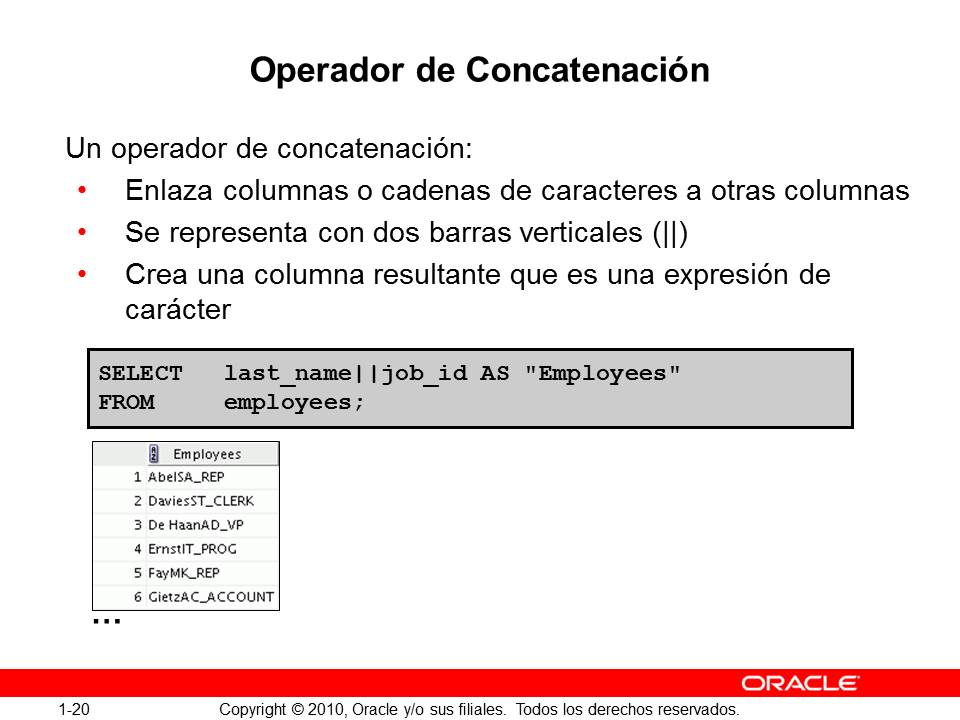 Operador de Concatenación
Un operador de concatenación:
• Enlaza columnas o cadenas de caracteres a otras columnas
• Se representa con dos barras verticales (||)
• Crea una columna resultante que es una expresión de
carácter
SELECT last_name||job_id AS "Employees"
FROM employees;
Employees
1 AbelSA_REP
2 DaviesST_CLERK
3 De HaanAD_VP
4 ErnstIT_PROG
5 FayMK_REP
6 GietzAC_ACCOUNT
...
ORACLE
1-20 Copyright © 2010, Oracle y/o sus filiales. Todos los derechos reservados.